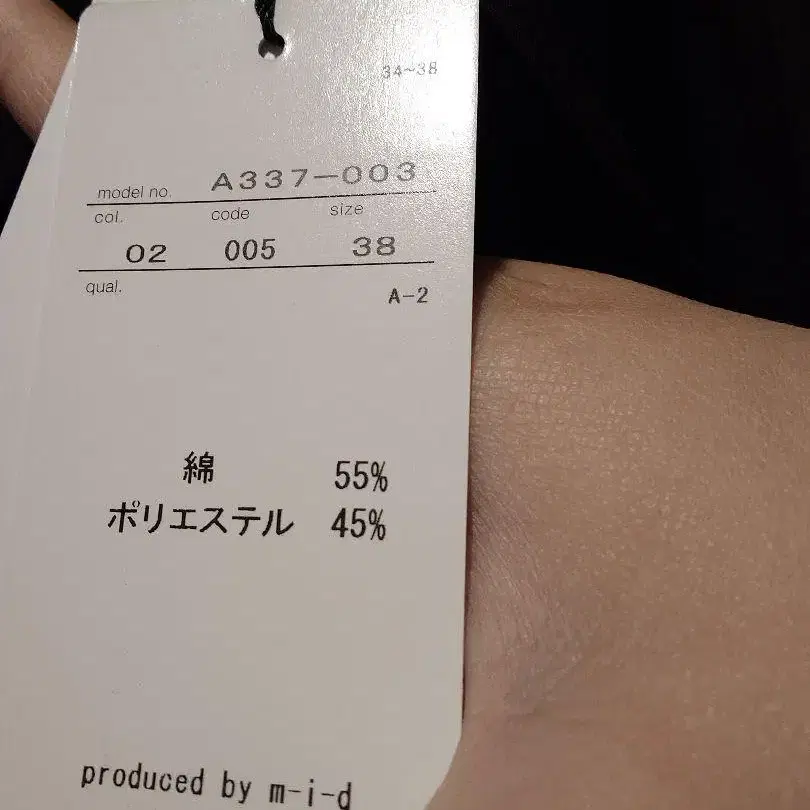 34~38
model no. A337-003
col. code size
02 005 38
qual.
A-2
綿 55%
ポリエステル 45%
produced by m-i-d